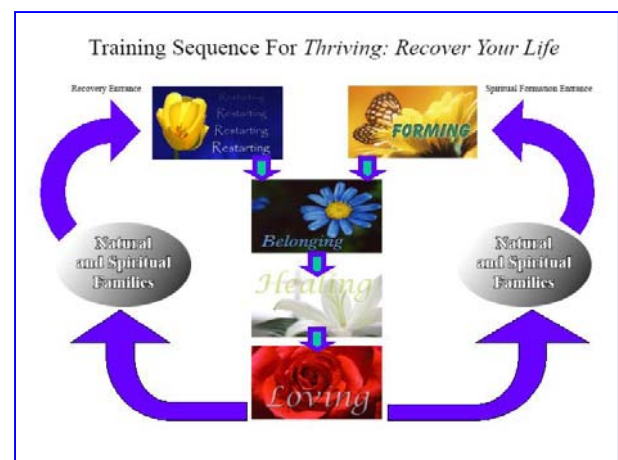 Training Sequence For Thriving: Recover Your Life
Recovery Entrance
Spiritual Formation Entrance
Restarting
Restarting
Restarting
Restarting
FORMING
Belonging
Natural
and Spiritual
Families
Natural
and Spiritual
Families
Healing
Loving